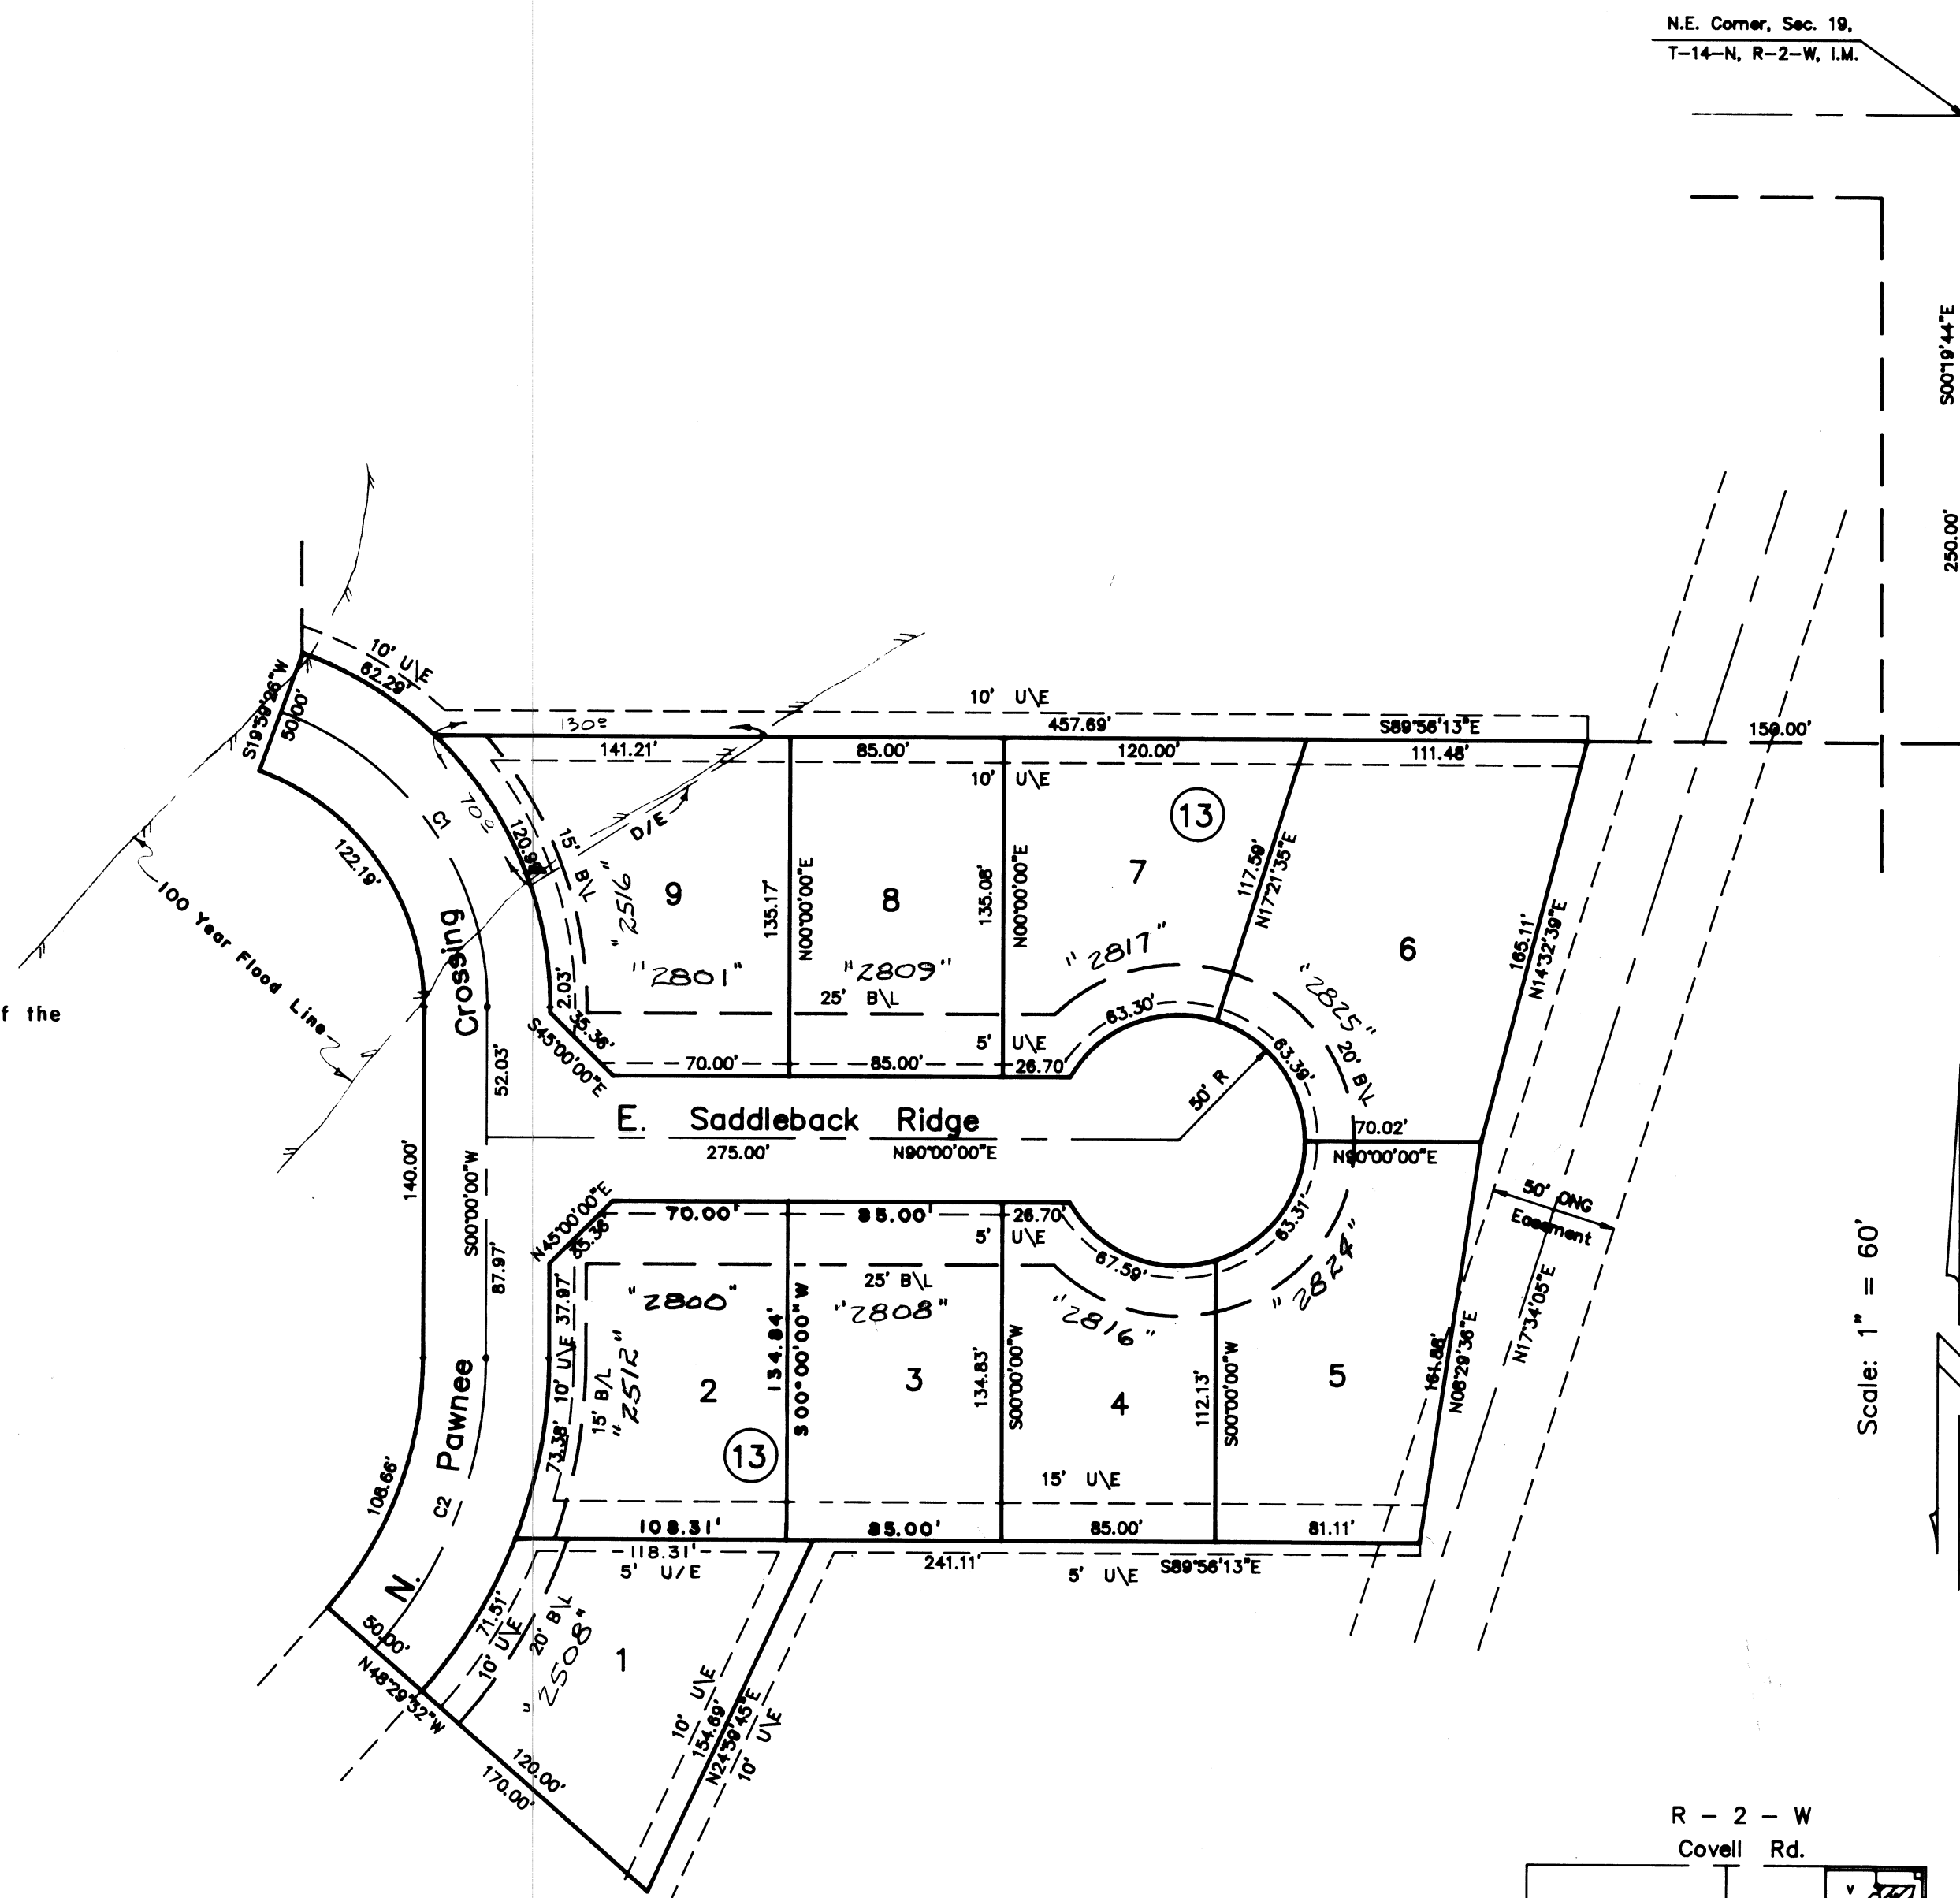 N.E. Corner, Sec. 19,
T-14-N, R-2-W, I.M.
S00°19'44"E
250.00'
10' U\E
62.29'
S19°59'26"W
50.00'
130°
10' U\E
457.69'
S89°56'13"E
150.00'
141.21'
85.00'
120.00'
111.48'
10' U\E
C1
70°
15' B\L
D/E
13
122.19'
100 Year Flood Line
"2516"
9
135.17'
N00°00'00"E
8
135.08'
N00°00'00"E
7
117.59'
N17°21'35"E
6
165.11'
N14°32'39"E
"2801"
"2809"
"2817"
"2825"
25' B\L
20' B\L
f the
Crossing
2.03'
35.36'
S45°00'00"E
5' U\E
63.30'
63.39'
70.00'
85.00'
26.70'
52.03'
50' R
E. Saddleback Ridge
275.00'
N90°00'00"E
70.02'
N90°00'00"E
140.00'
S00°00'00"W
87.97'
N45°00'00"E
35.36'
70.00'
85.00'
26.70'
5' U\E
67.59'
63.31'
50' ONG
Easement
37.97'
10' U\E
73.38'
15' B/L
"2512"
"2800"
25' B\L
"2808"
"2816"
"2824"
134.84'
S00°00'00"W
134.83'
S00°00'00"W
112.13'
S00°00'00"W
2
3
4
5
161.88'
N08°29'36"E
N17°34'05"E
Scale: 1" = 60'
13
15' U\E
Pawnee
C2
N.
108.66'
108.31'
85.00'
85.00'
81.11'
118.31'
5' U/E
241.11'
5' U\E
S89°56'13"E
71.51'
10' U\E
20' B\L
"2508"
1
50.00'
N48°29'32"W
10' U\E
154.69'
N24°59'45"E
10' U\E
120.00'
170.00'
R - 2 - W
Covell Rd.